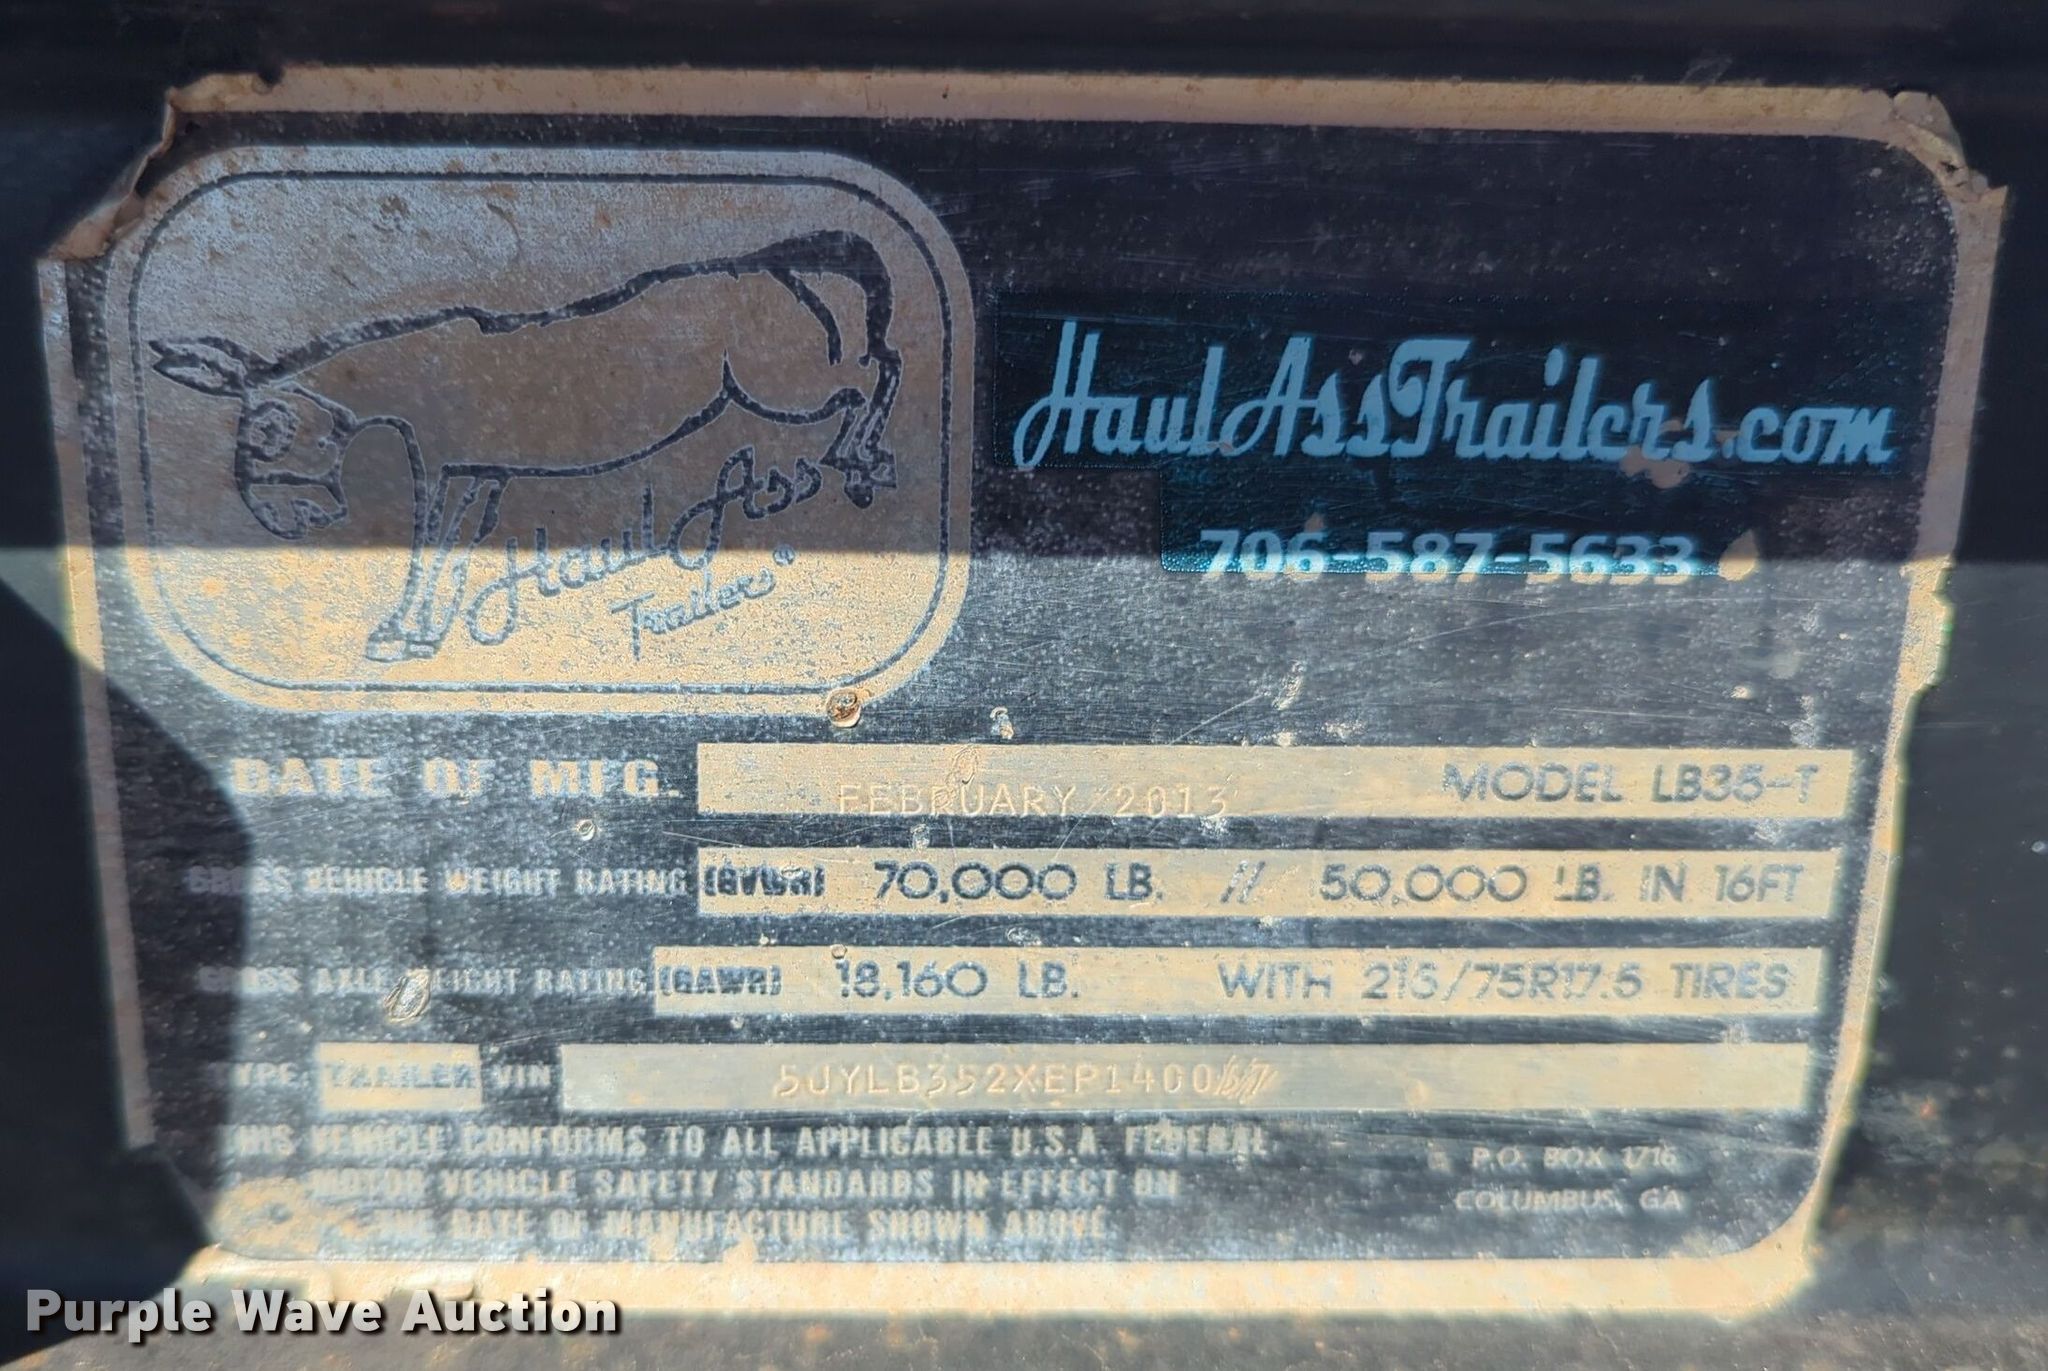 HaulAssTrailers.com
706-587-5633
Haul Ass
Trailers®
DATE OF MFG. FEBRUARY 2013 MODEL LB35-T
GROSS VEHICLE WEIGHT RATING (GVWR) 70,000 LB. // 50,000 LB. IN 16FT
GROSS AXLE WEIGHT RATING (GAWR) 18,160 LB. WITH 215/75R17.5 TIRES
TYPE: TRAILER VIN
THIS VEHICLE CONFORMS TO ALL APPLICABLE U.S.A. FEDERAL
MOTOR VEHICLE SAFETY STANDARDS IN EFFECT ON
THE DATE OF MANUFACTURE SHOWN ABOVE.
P.O. BOX 1716
COLUMBUS, GA
Purple Wave Auction